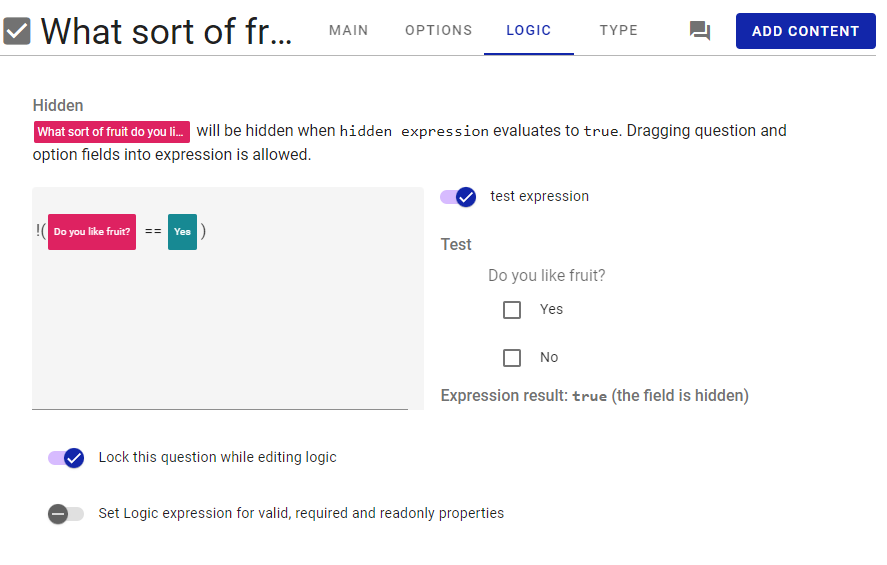 What sort of fr... MAIN OPTIONS LOGIC TYPE ADD CONTENT
Hidden
What sort of fruit do you li... will be hidden when hidden expression evaluates to true. Dragging question and
option fields into expression is allowed.
!( Do you like fruit? == Yes )
test expression
Test
Do you like fruit?
Yes
No
Expression result: true (the field is hidden)
Lock this question while editing logic
Set Logic expression for valid, required and readonly properties